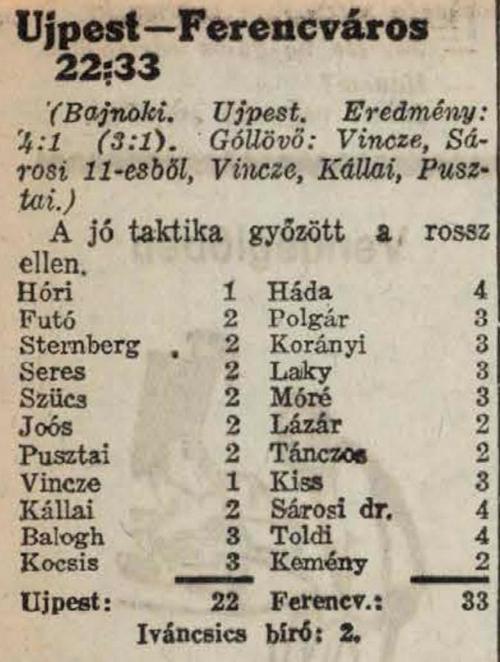 Ujpest—Ferencváros
22:33
(Bajnoki. Ujpest. Eredmény:
4:1 (3:1). Góllövő: Vincze, Sá-
rosi 11-esből, Vincze, Kállai, Pusz-
tai.)
A jó taktika győzött a rossz
ellen.
Hóri 1 Háda 4
Futó 2 Polgár 3
Sternberg 2 Korányi 3
Seres 2 Laky 3
Szücs 2 Móré 3
Joós 2 Lázár 2
Pusztai 2 Tánczos 2
Vincze 1 Kiss 3
Kállai 2 Sárosi dr. 4
Balogh 3 Toldi 4
Kocsis 3 Kemény 2
Ujpest: 22 Ferencv.: 33
Iváncsics bíró: 2.